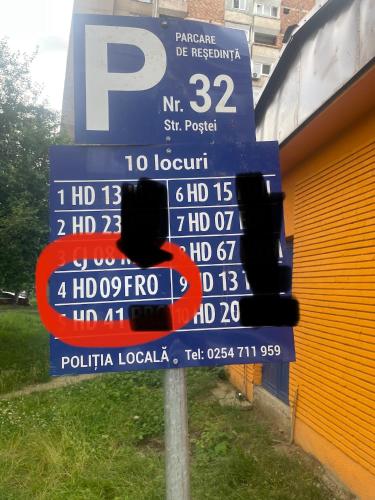 P
PARCARE
DE REȘEDINȚĂ
Nr. 32
Str. Poștei
10 locuri
1 HD 13
6 HD 15
2 HD 23
7 HD 07
3 CJ 08
8 HD 67
4 HD 09 FRO
9 HD 13
5 HD 41
10 HD 20
POLIȚIA LOCALĂ Tel: 0254 711 959